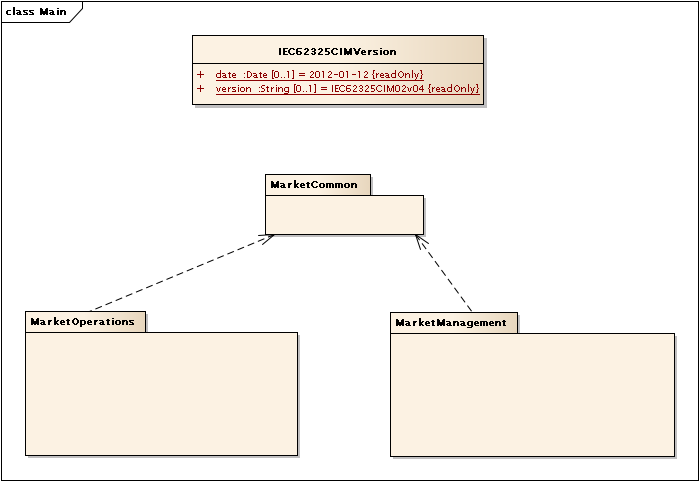 class Main
IEC62325CIMVersion
+ date :Date [0..1] = 2012-01-12 {readOnly}
+ version :String [0..1] = IEC62325CIM02v04 {readOnly}
MarketCommon
MarketOperations
MarketManagement